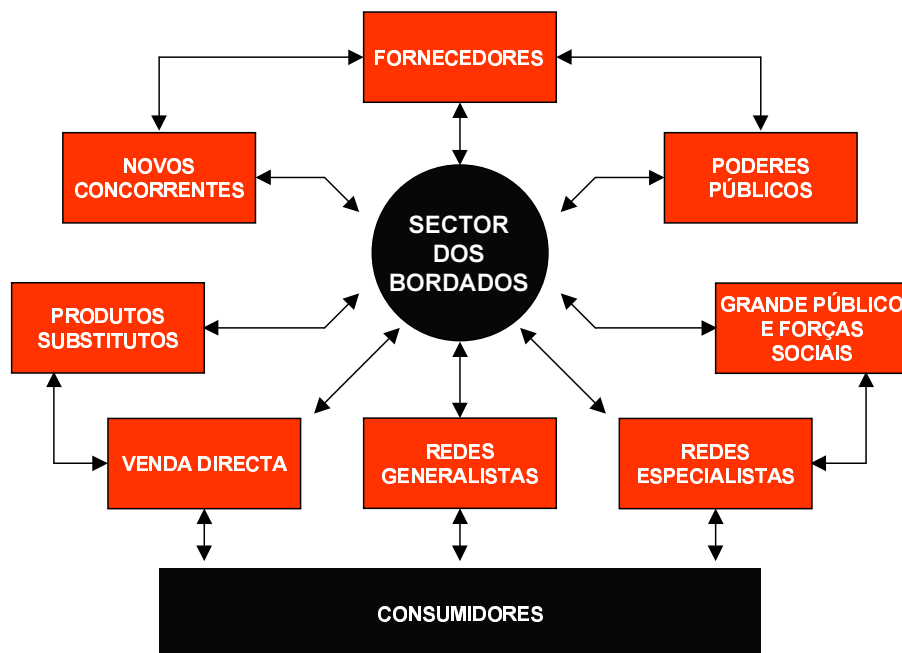 FORNECEDORES
NOVOS
CONCORRENTES
PODERES
PÚBLICOS
SECTOR
DOS
BORDADOS
PRODUTOS
SUBSTITUTOS
GRANDE PÚBLICO
E FORÇAS
SOCIAIS
VENDA DIRECTA
REDES
GENERALISTAS
REDES
ESPECIALISTAS
CONSUMIDORES